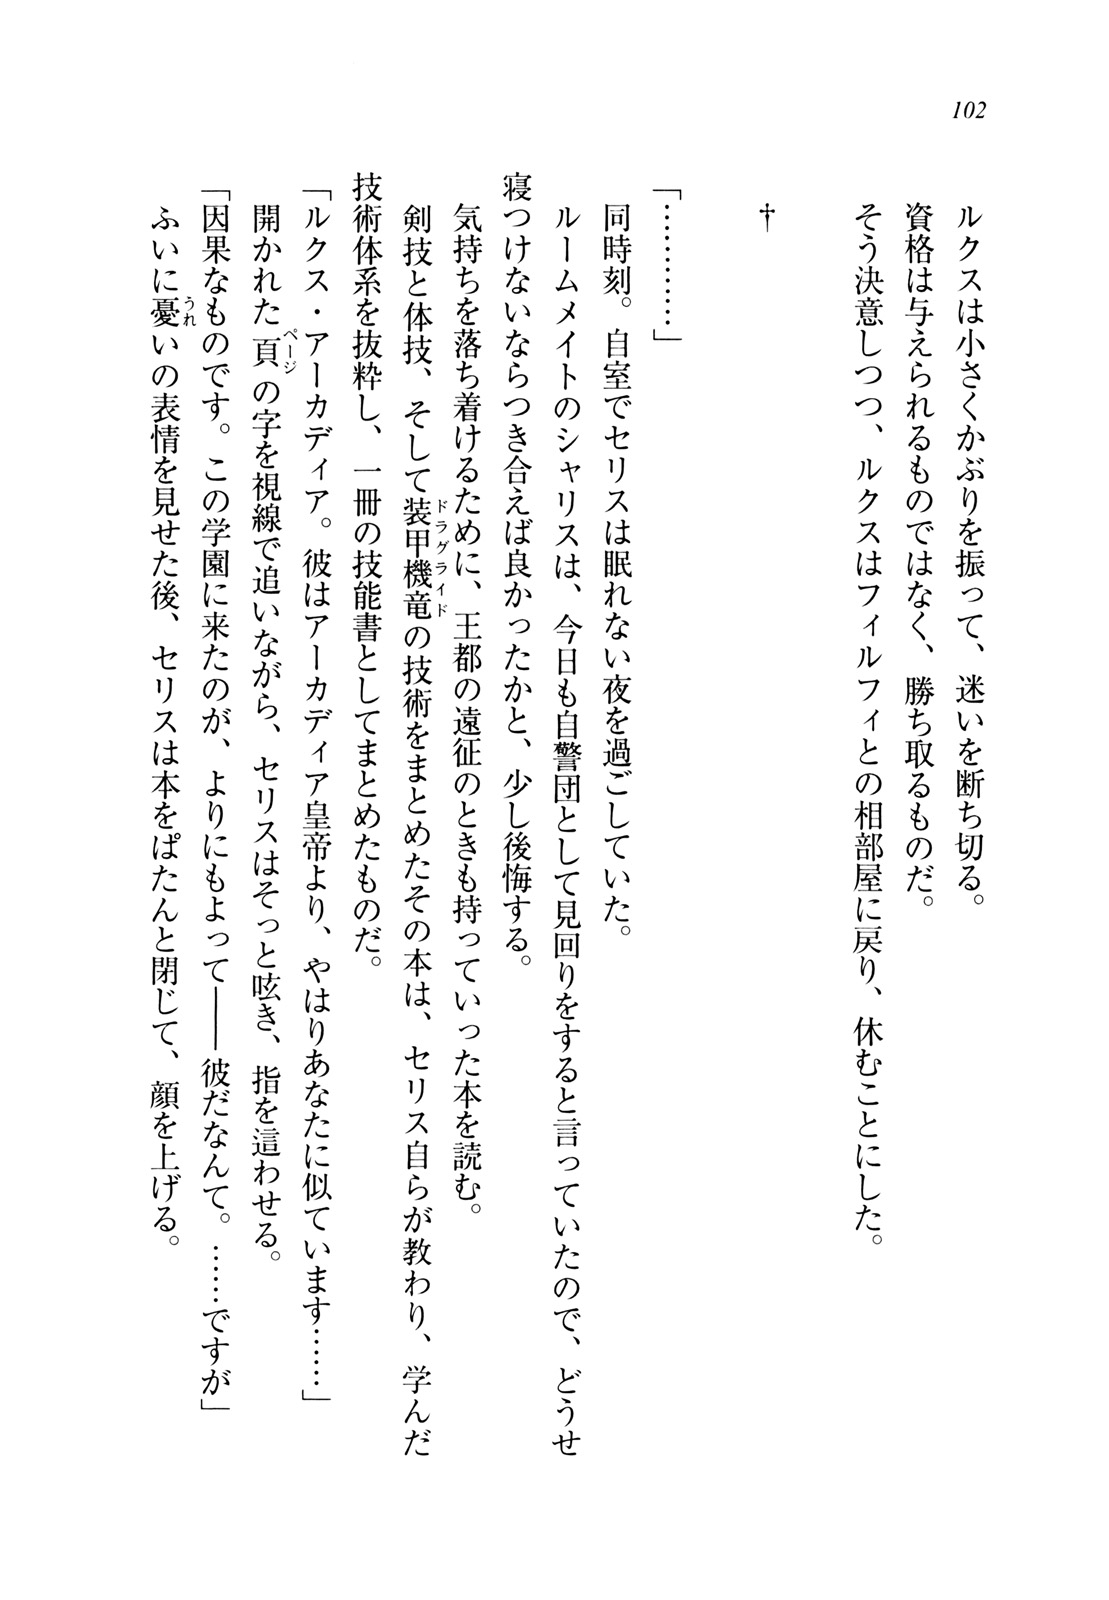 102
ルクスは小さくかぶりを振って、迷いを断ち切る。
資格は与えられるものではなく、勝ち取るものだ。
そう決意しつつ、ルクスはフィルフィとの相部屋に戻り、休むことにした。
†
「…………」
同時刻。自室でセリスは眠れない夜を過ごしていた。
ルームメイトのシャリスは、今日も自警団として見回りをすると言っていたので、どうせ
寝つけないならつき合えば良かったかと、少し後悔する。
気持ちを落ち着けるために、王都の遠征のときも持っていった本を読む。
剣技と体技、そして装甲機竜の技術をまとめたその本は、セリス自らが教わり、学んだ
ドラグライド
技術体系を抜粋し、一冊の技能書としてまとめたものだ。
「ルクス・アーカディア。彼はアーカディア皇帝より、やはりあなたに似ています……」
開かれた頁の字を視線で追いながら、セリスはそっと呟き、指を這わせる。
ページ
「因果なものです。この学園に来たのが、よりにもよって――彼だなんて。……ですが」
ふいに憂いの表情を見せた後、セリスは本をぱたんと閉じて、顔を上げる。
うれ